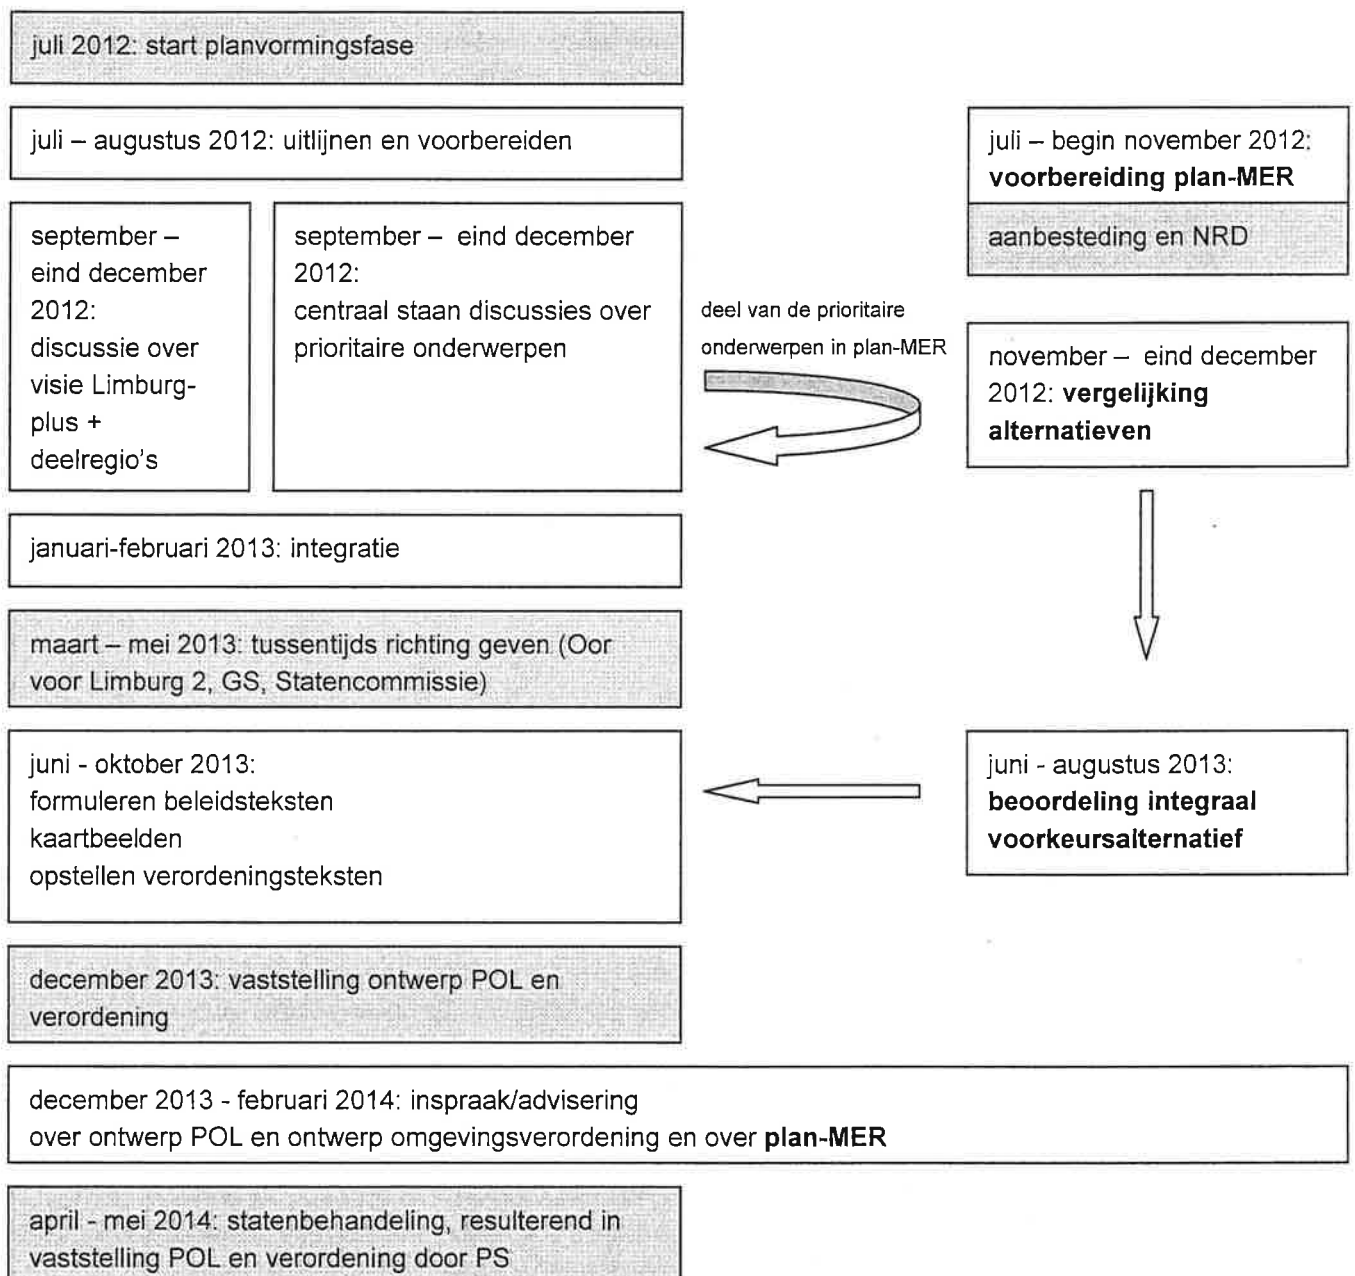 juli 2012: start planvormingsfase
juli – augustus 2012: uitlijnen en voorbereiden
september –
eind december
2012:
discussie over
visie Limburg-
plus +
deelregio's
september – eind december
2012:
centraal staan discussies over
prioritaire onderwerpen
deel van de prioritaire
onderwerpen in plan-MER
juli – begin november 2012:
voorbereiding plan-MER
aanbesteding en NRD
november – eind december
2012: vergelijking
alternatieven
januari-februari 2013: integratie
maart – mei 2013: tussentijds richting geven (Oor
voor Limburg 2, GS, Statencommissie)
juni - oktober 2013:
formuleren beleidsteksten
kaartbeelden
opstellen verordeningsteksten
juni - augustus 2013:
beoordeling integraal
voorkeursalternatief
december 2013: vaststelling ontwerp POL en
verordening
december 2013 - februari 2014: inspraak/advisering
over ontwerp POL en ontwerp omgevingsverordening en over plan-MER
april - mei 2014: statenbehandeling, resulterend in
vaststelling POL en verordening door PS